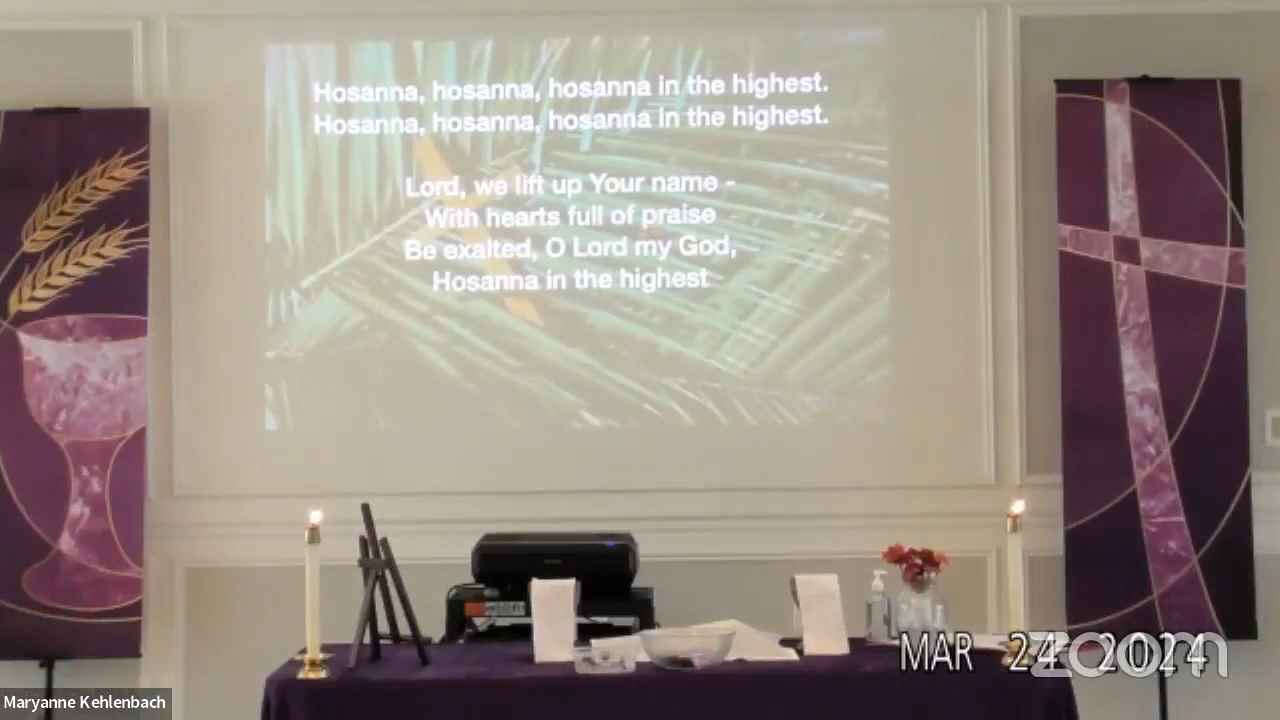 Hosanna, hosanna, hosanna in the highest.
Hosanna, hosanna, hosanna in the highest.
Lord, we lift up Your name -
With hearts full of praise
Be exalted, O Lord my God,
Hosanna in the highest
MAR 24 2024
zoom
Maryanne Kehlenbach